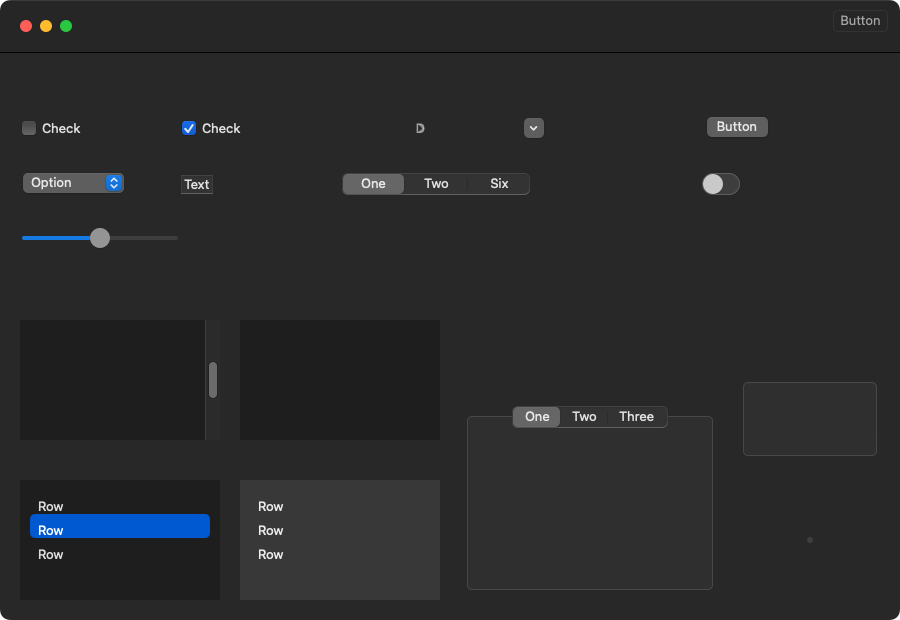 Button
Check
Check
D
Button
Option
Text
One Two Six
One Two Three
Row
Row
Row
Row
Row
Row